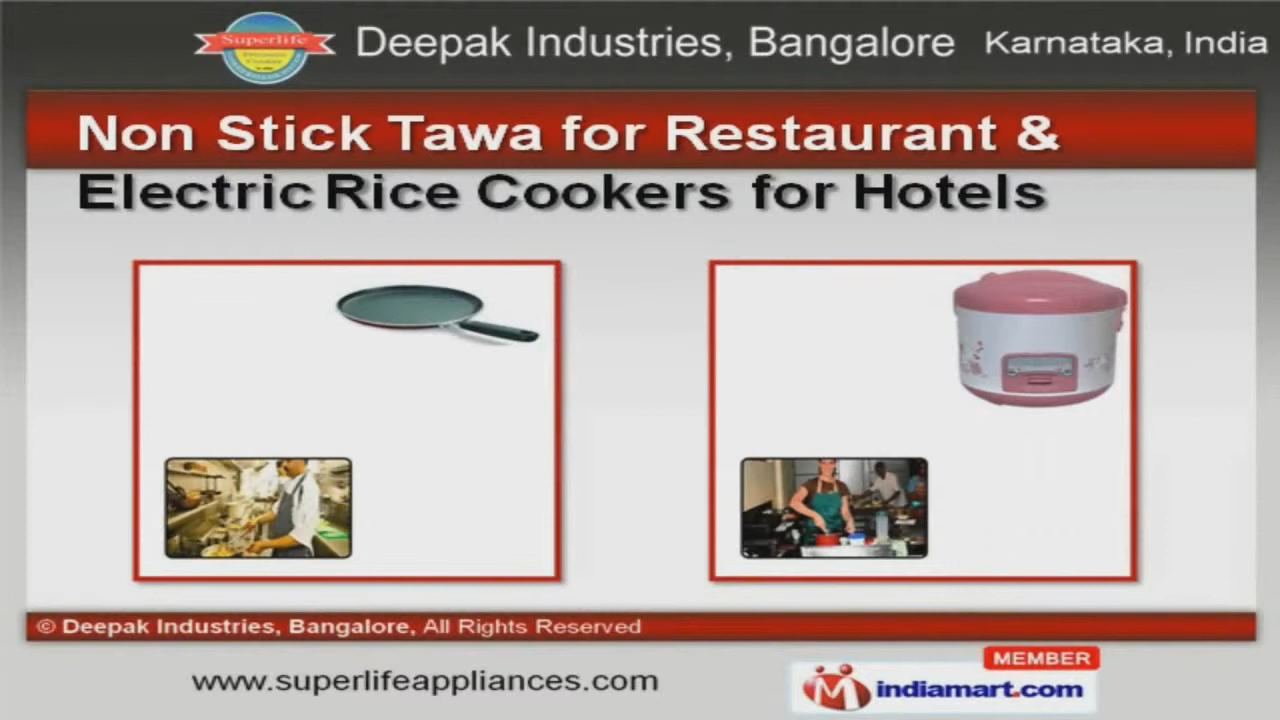 Superlife
Deepak Industries, Bangalore Karnataka, India
Non Stick Tawa for Restaurant &
Electric Rice Cookers for Hotels
© Deepak Industries, Bangalore, All Rights Reserved
www.superlifeappliances.com
MEMBER
indiamart.com